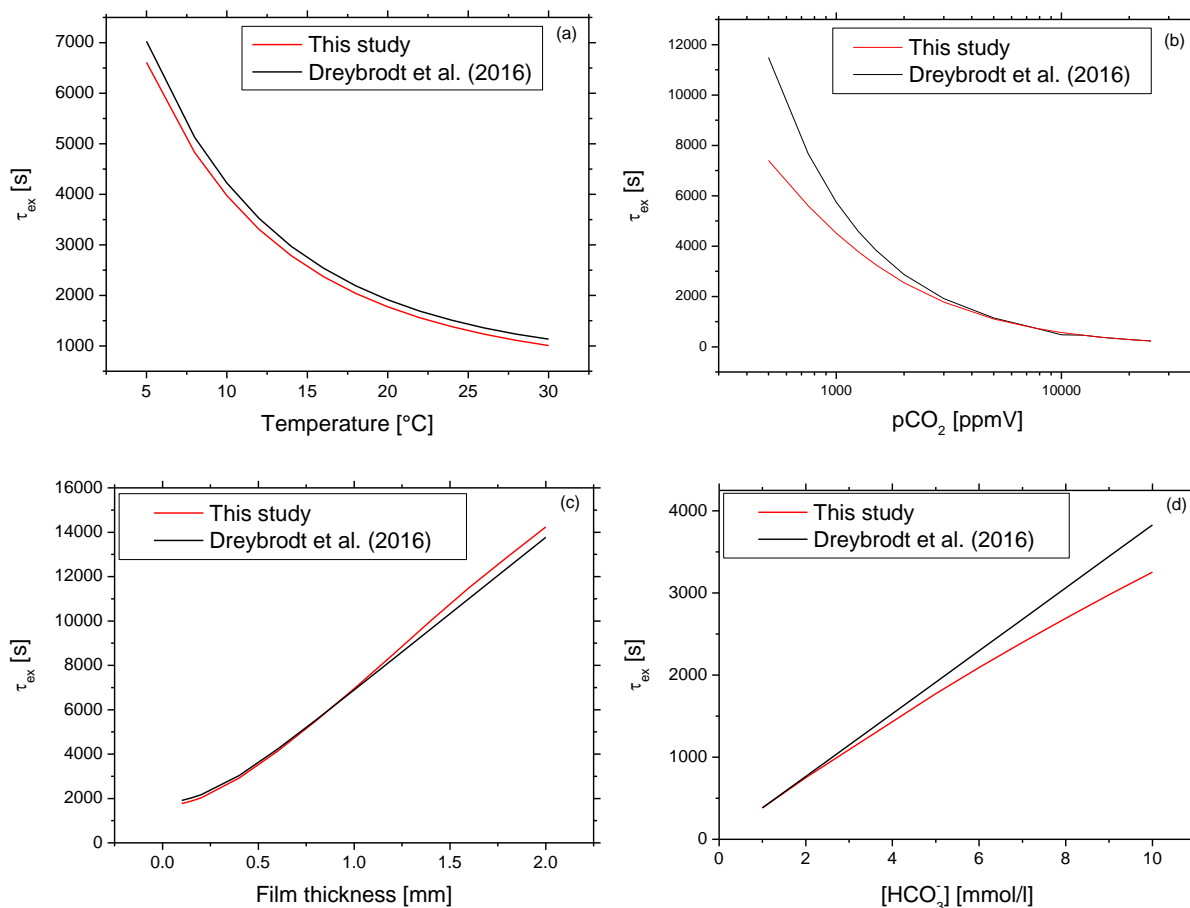 (a)
This study
Dreybrodt et al. (2016)
7000
6000
5000
4000
3000
2000
1000
τex [s]
5 10 15 20 25 30
Temperature [°C]
(b)
This study
Dreybrodt et al. (2016)
12000
10000
8000
6000
4000
2000
0
τex [s]
1000 10000
pCO2 [ppmV]
(c)
This study
Dreybrodt et al. (2016)
16000
14000
12000
10000
8000
6000
4000
2000
0
τex [s]
0.0 0.5 1.0 1.5 2.0
Film thickness [mm]
(d)
This study
Dreybrodt et al. (2016)
4000
3000
2000
1000
0
τex [s]
0 2 4 6 8 10
[HCO3-] [mmol/l]